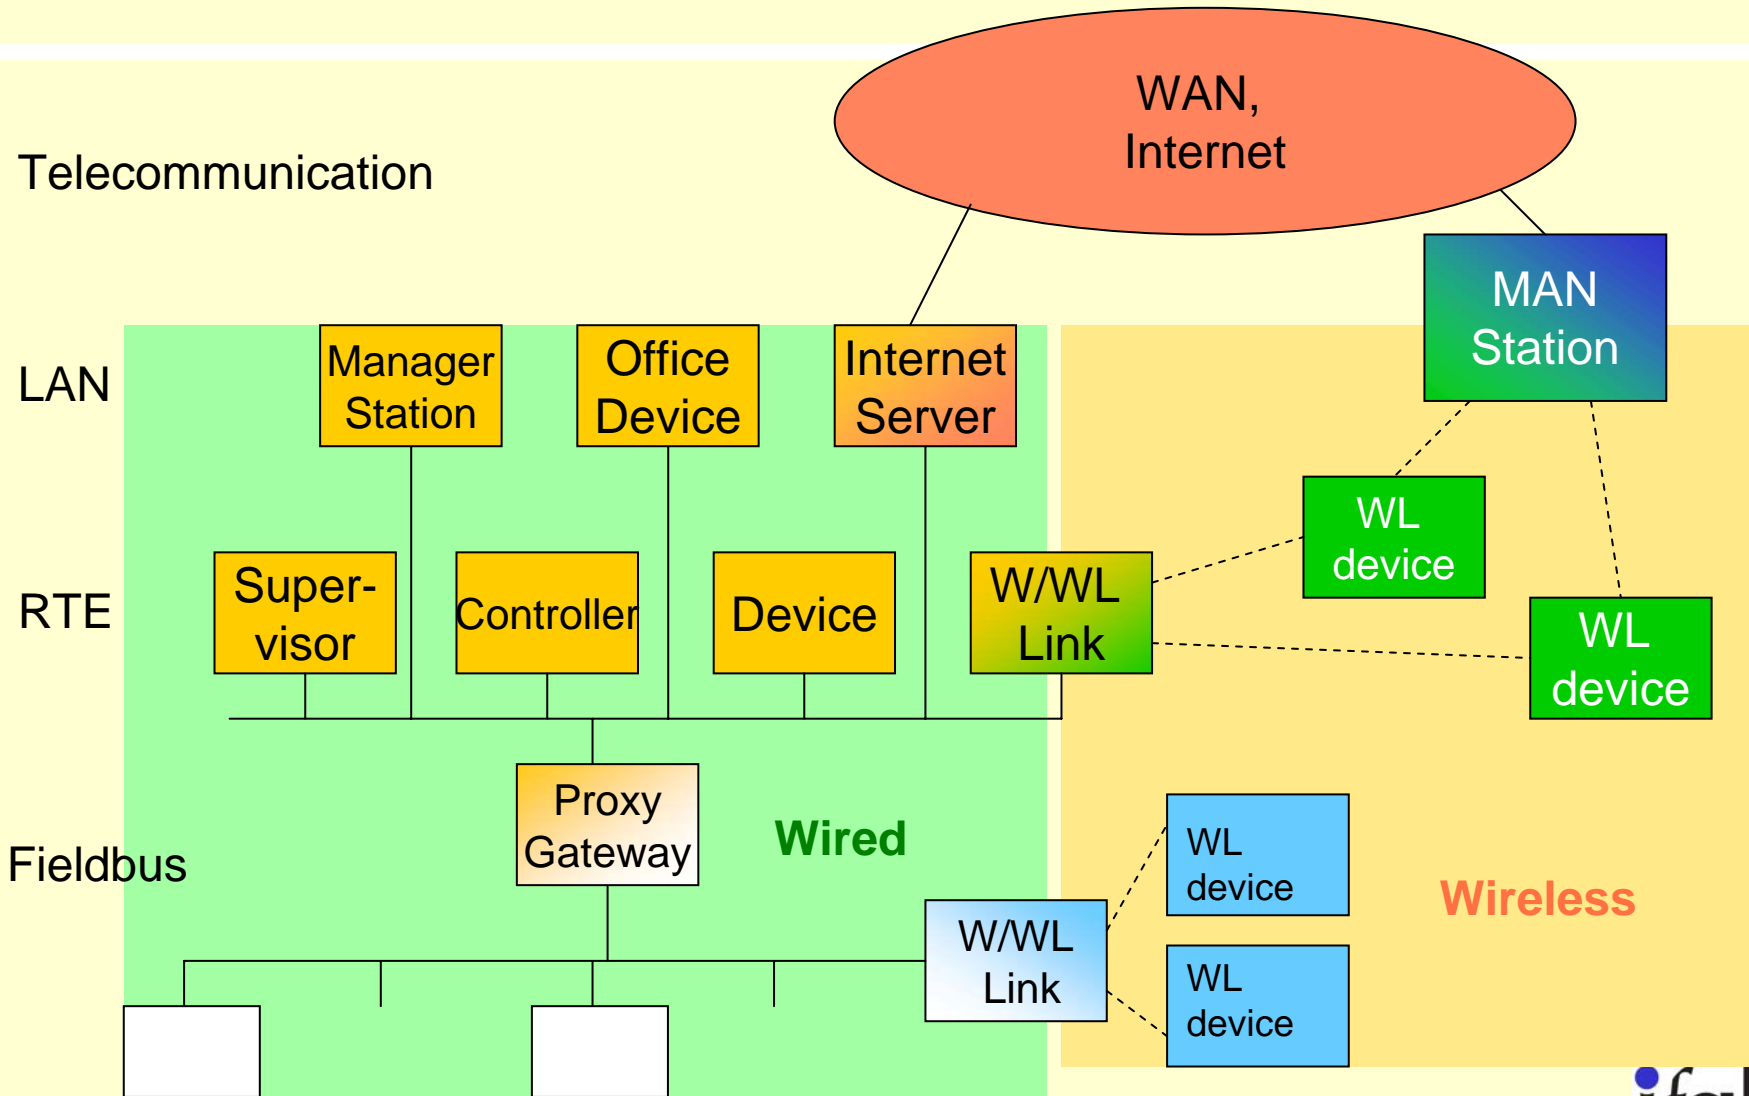 WAN,
Internet
Telecommunication
MAN
Station
LAN
Manager
Station
Office
Device
Internet
Server
WL
device
RTE
Super-
visor
Controller
Device
W/WL
Link
WL
device
Proxy
Gateway
Wired
Fieldbus
WL
device
Wireless
W/WL
Link
WL
device